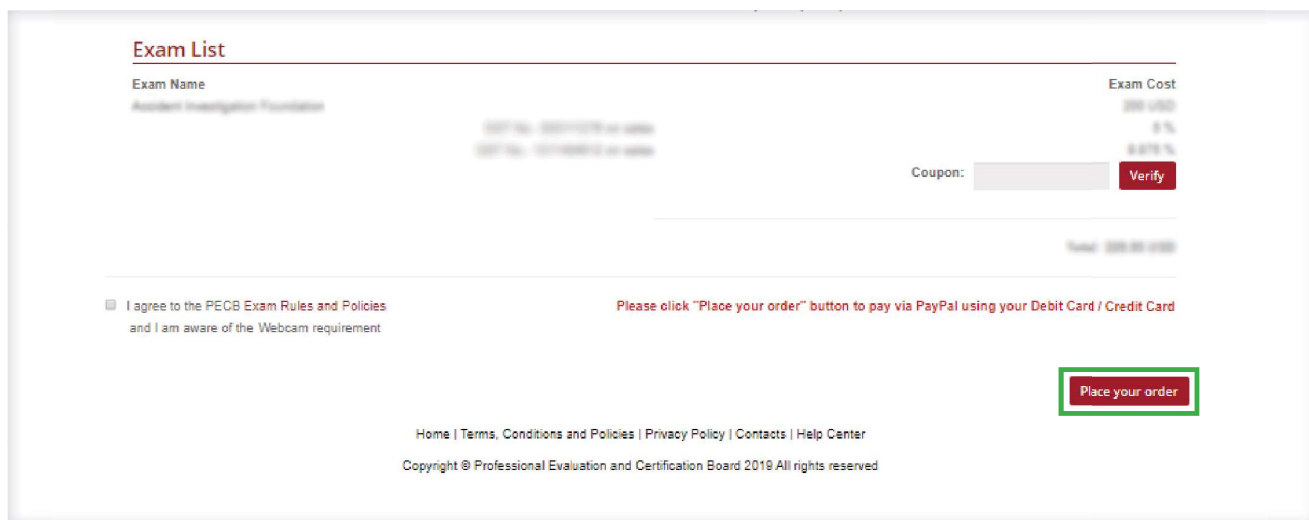 Exam List
Exam Name Exam Cost
Accident Investigation Foundation
Coupon: Verify
I agree to the PECB Exam Rules and Policies Please click "Place your order" button to pay via PayPal using your Debit Card / Credit Card
and I am aware of the Webcam requirement
Place your order
Home | Terms, Conditions and Policies | Privacy Policy | Contacts | Help Center
Copyright © Professional Evaluation and Certification Board 2019 All rights reserved